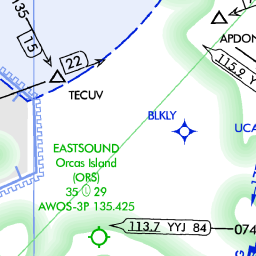 135
15
22
TECUV
APDON
115.9
BLKLY
UCA
EASTSOUND
Orcas Island
(ORS)
35 29
AWOS-3P 135.425
113.7 YYJ 84
074
G